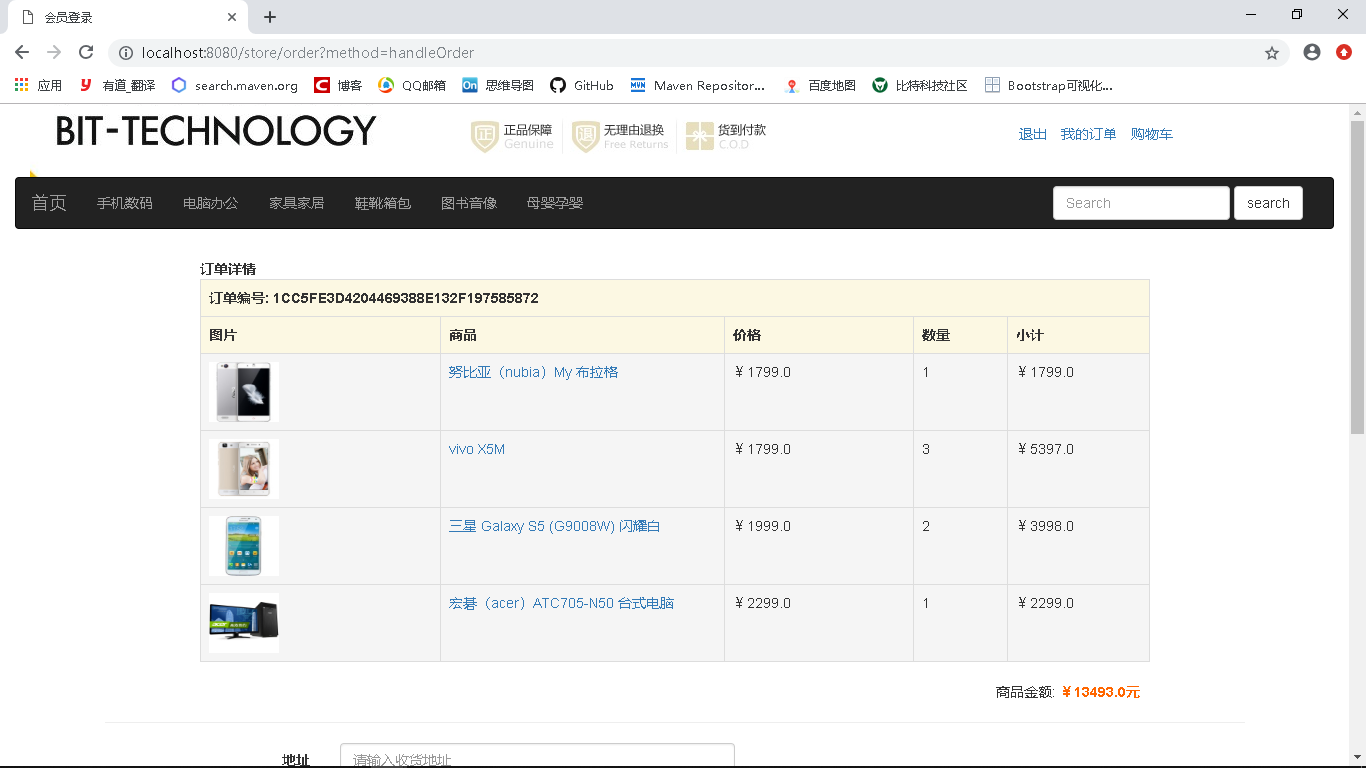 会员登录
localhost:8080/store/order?method=handleOrder
应用 有道_翻译 search.maven.org 博客 QQ邮箱 思维导图 GitHub Maven Repositor... 百度地图 比特科技社区 Bootstrap可视化...
BIT-TECHNOLOGY
正品保障 Genuine
无理由退换 Free Returns
货到付款 C.O.D
退出 我的订单 购物车
首页 手机数码 电脑办公 家具家居 鞋靴箱包 图书音像 母婴孕婴 Search search
订单详情
订单编号: 1CC5FE3D4204469388E132F197585872
图片 商品 价格 数量 小计
努比亚（nubia）My 布拉格 ￥1799.0 1 ￥1799.0
vivo X5M ￥1799.0 3 ￥5397.0
三星 Galaxy S5 (G9008W) 闪耀白 ￥1999.0 2 ￥3998.0
宏碁（acer）ATC705-N50 台式电脑 ￥2299.0 1 ￥2299.0
商品金额: ￥13493.0元
地址 请输入收货地址